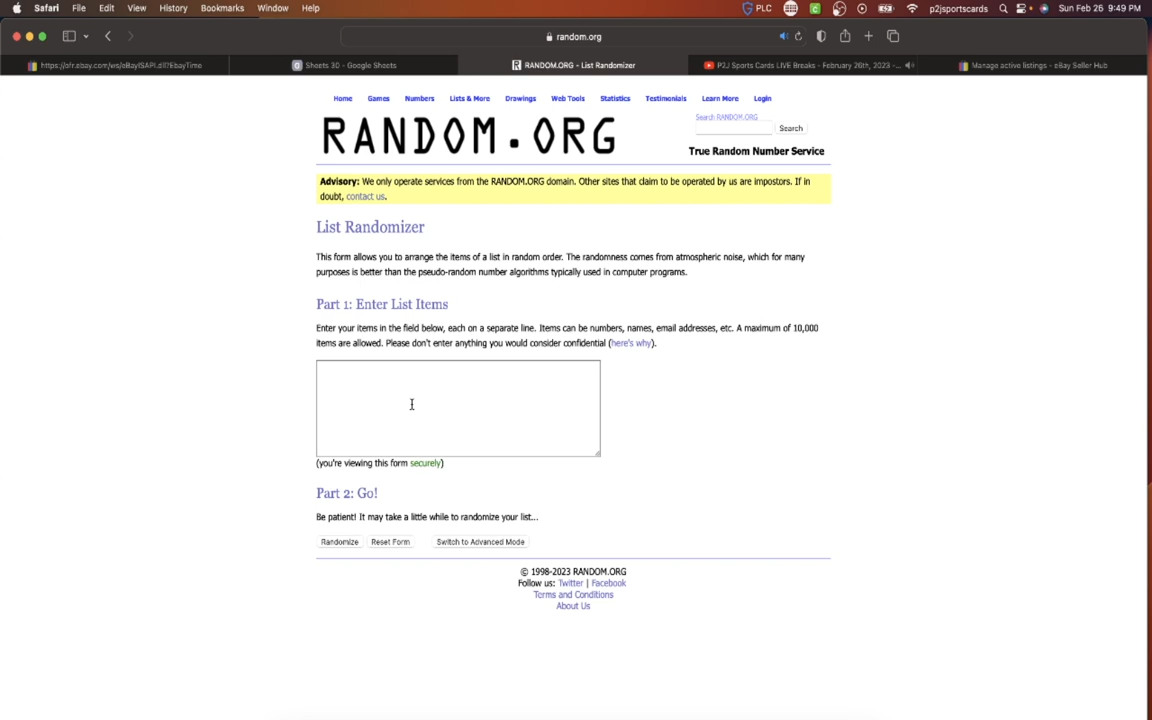 Safari File Edit View History Bookmarks Window Help PLC p2jsportscards Sun Feb 26 9:49 PM
random.org
https://ofr.ebay.com/ws/eBayISAPI.dll?EbayTime Sheets 30 - Google Sheets RANDOM.ORG - List Randomizer P2J Sports Cards LIVE Breaks - February 26th, 2023 -... Manage active listings - eBay Seller Hub
Home Games Numbers Lists & More Drawings Web Tools Statistics Testimonials Learn More Login
Search RANDOM.ORG
Search
RANDOM.ORG
True Random Number Service
Advisory: We only operate services from the RANDOM.ORG domain. Other sites that claim to be operated by us are impostors. If in
doubt, contact us.
List Randomizer
This form allows you to arrange the items of a list in random order. The randomness comes from atmospheric noise, which for many
purposes is better than the pseudo-random number algorithms typically used in computer programs.
Part 1: Enter List Items
Enter your items in the field below, each on a separate line. Items can be numbers, names, email addresses, etc. A maximum of 10,000
items are allowed. Please don't enter anything you would consider confidential (here's why).
(you're viewing this form securely)
Part 2: Go!
Be patient! It may take a little while to randomize your list...
Randomize Reset Form Switch to Advanced Mode
© 1998-2023 RANDOM.ORG
Follow us: Twitter | Facebook
Terms and Conditions
About Us